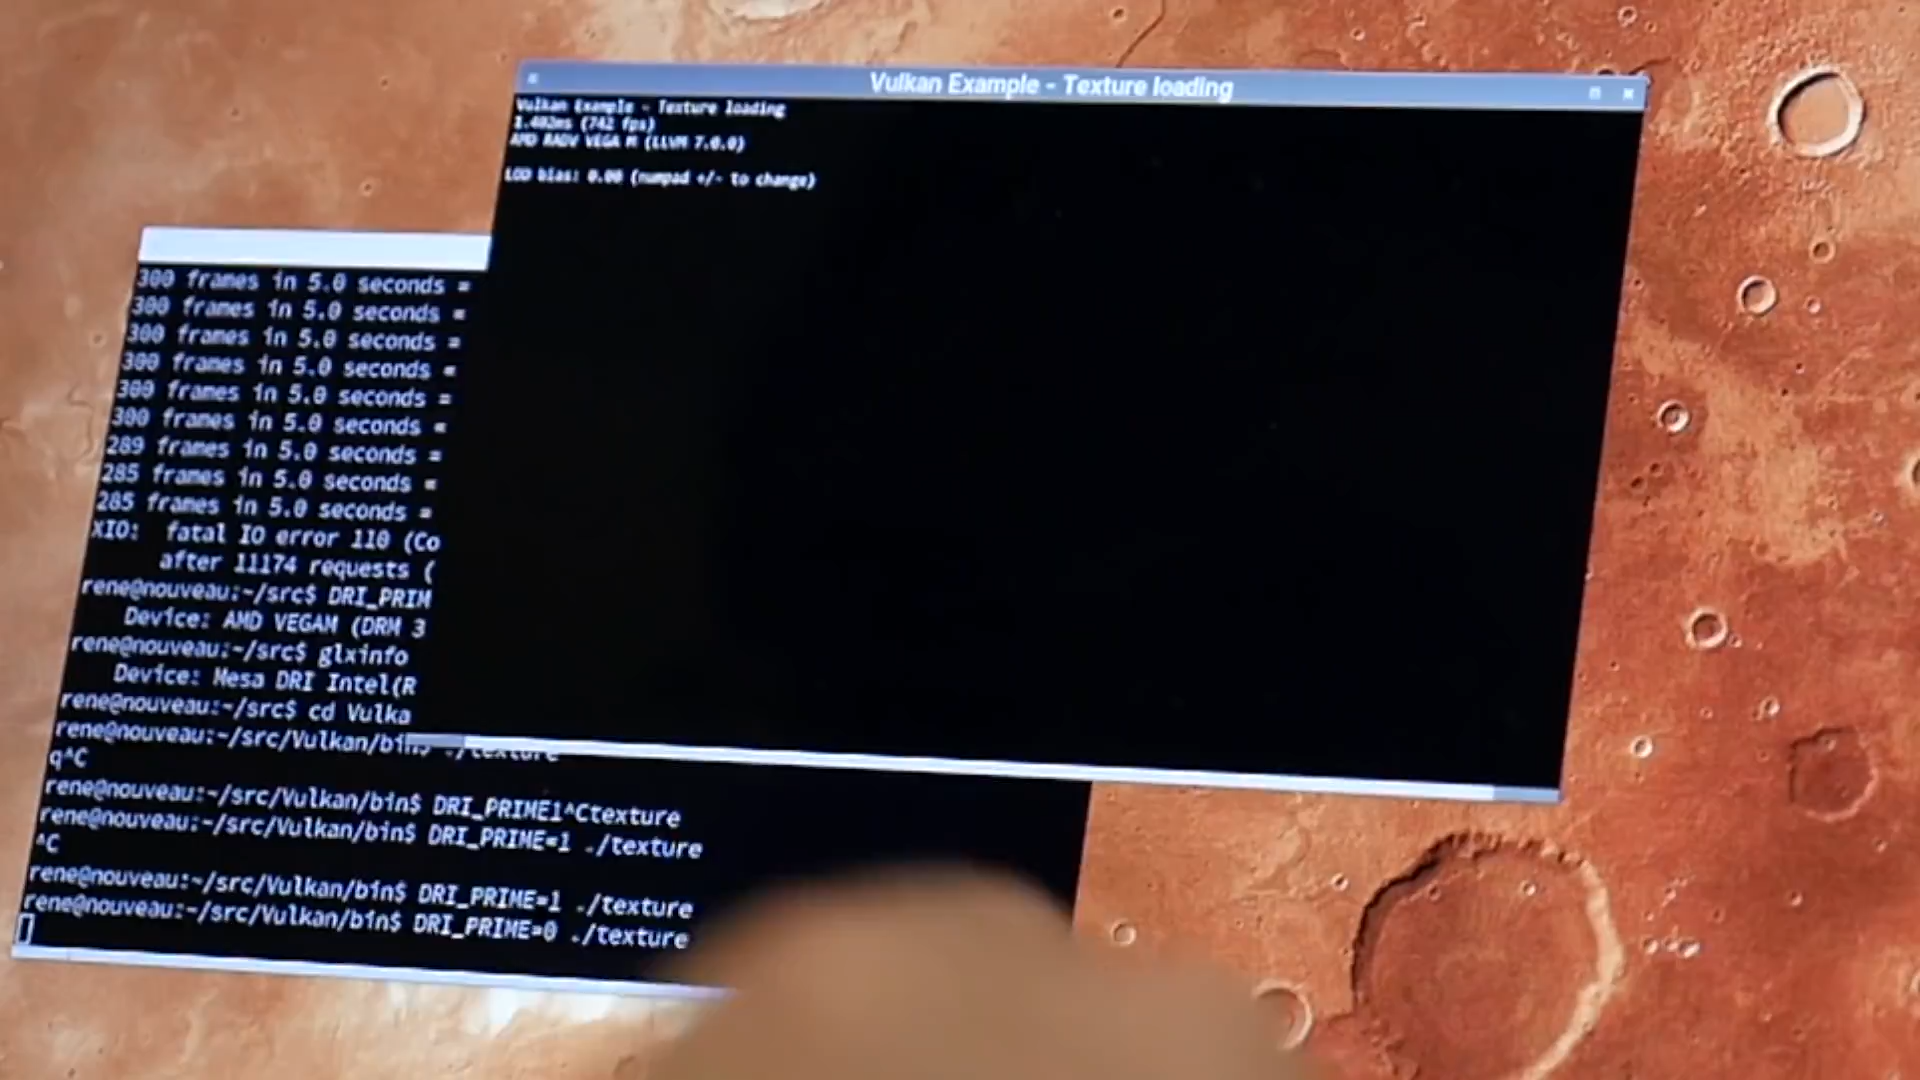 Vulkan Example - Texture loading
Vulkan Example - Texture loading
1.402ms (742 fps)
AMD RADV VEGA M (LLVM 7.0.0)
LOD bias: 0.00 (numpad +/- to change)
300 frames in 5.0 seconds =
300 frames in 5.0 seconds =
300 frames in 5.0 seconds =
300 frames in 5.0 seconds =
300 frames in 5.0 seconds =
300 frames in 5.0 seconds =
289 frames in 5.0 seconds =
285 frames in 5.0 seconds =
285 frames in 5.0 seconds =
XIO:  fatal IO error 110 (Co
after 11174 requests (
rene@nouveau:~/src$ DRI_PRIM
Device: AMD VEGAM (DRM 3
rene@nouveau:~/src$ glxinfo
Device: Mesa DRI Intel(R
rene@nouveau:~/src$ cd Vulka
rene@nouveau:~/src/Vulkan/bin$ ./texture
q^C
rene@nouveau:~/src/Vulkan/bin$ DRI_PRIME1^Ctexture
rene@nouveau:~/src/Vulkan/bin$ DRI_PRIME=1 ./texture
^C
rene@nouveau:~/src/Vulkan/bin$ DRI_PRIME=1 ./texture
rene@nouveau:~/src/Vulkan/bin$ DRI_PRIME=0 ./texture